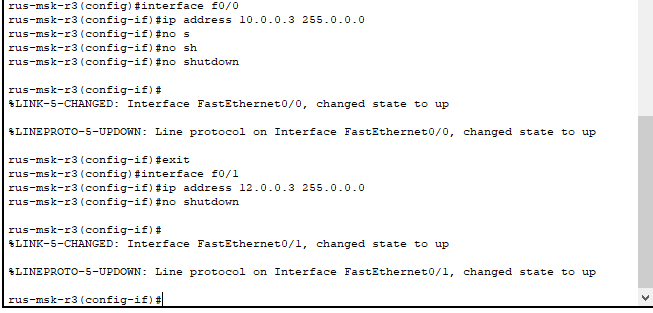 rus-msk-r3(config)#interface f0/0
rus-msk-r3(config-if)#ip address 10.0.0.3 255.0.0.0
rus-msk-r3(config-if)#no s
rus-msk-r3(config-if)#no sh
rus-msk-r3(config-if)#no shutdown
rus-msk-r3(config-if)#
%LINK-5-CHANGED: Interface FastEthernet0/0, changed state to up
%LINEPROTO-5-UPDOWN: Line protocol on Interface FastEthernet0/0, changed state to up
rus-msk-r3(config-if)#exit
rus-msk-r3(config)#interface f0/1
rus-msk-r3(config-if)#ip address 12.0.0.3 255.0.0.0
rus-msk-r3(config-if)#no shutdown
rus-msk-r3(config-if)#
%LINK-5-CHANGED: Interface FastEthernet0/1, changed state to up
%LINEPROTO-5-UPDOWN: Line protocol on Interface FastEthernet0/1, changed state to up
rus-msk-r3(config-if)#